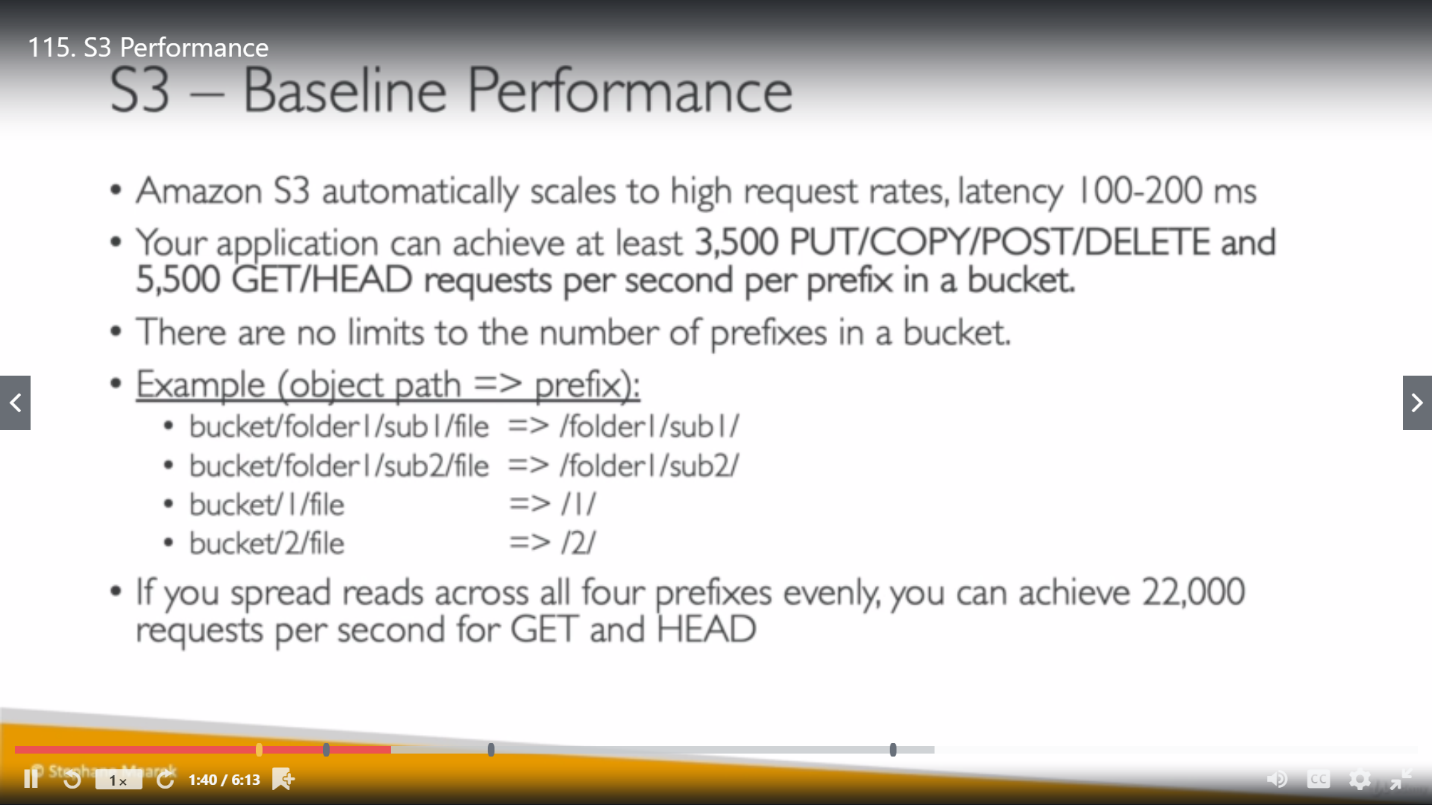 115. S3 Performance
S3 – Baseline Performance
• Amazon S3 automatically scales to high request rates, latency 100-200 ms
• Your application can achieve at least 3,500 PUT/COPY/POST/DELETE and
5,500 GET/HEAD requests per second per prefix in a bucket.
• There are no limits to the number of prefixes in a bucket.
• Example (object path => prefix):
• bucket/folder1/sub1/file => /folder1/sub1/
• bucket/folder1/sub2/file => /folder1/sub2/
• bucket/1/file => /1/
• bucket/2/file => /2/
• If you spread reads across all four prefixes evenly, you can achieve 22,000
requests per second for GET and HEAD
© Stephane Maarek
1x
1:40 / 6:13
CC